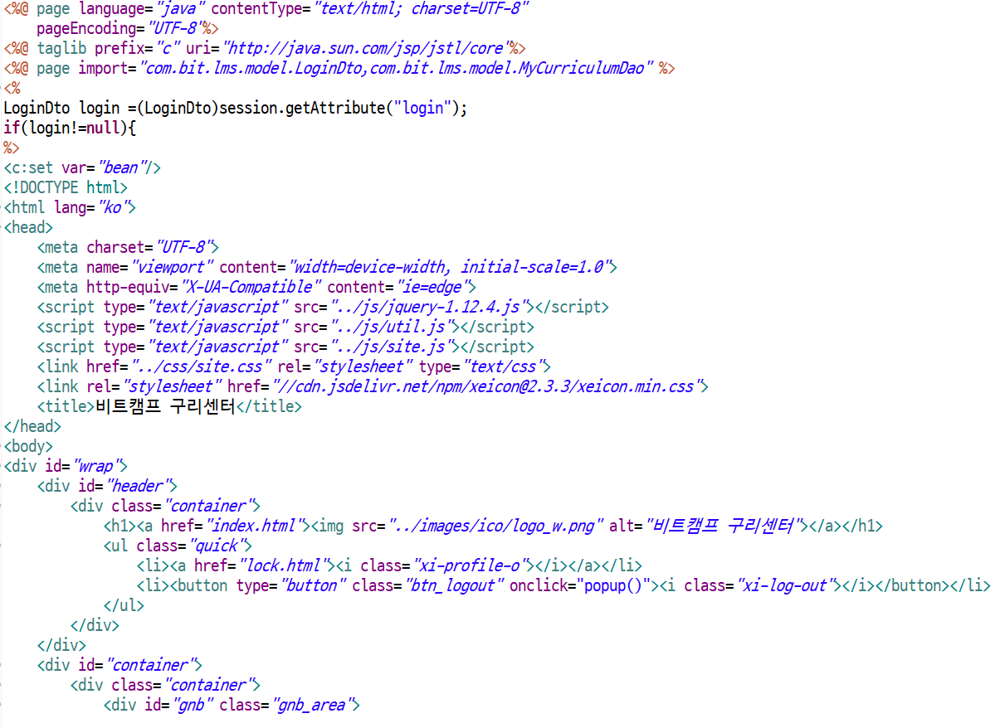 <%@ page language="java" contentType="text/html; charset=UTF-8"
    pageEncoding="UTF-8"%>
<%@ taglib prefix="c" uri="http://java.sun.com/jsp/jstl/core"%>
<%@ page import="com.bit.lms.model.LoginDto,com.bit.lms.model.MyCurriculumDao" %>
<%
LoginDto login =(LoginDto)session.getAttribute("login");
if(login!=null){
%>
<c:set var="bean"/>
<!DOCTYPE html>
<html lang="ko">
<head>
    <meta charset="UTF-8">
    <meta name="viewport" content="width=device-width, initial-scale=1.0">
    <meta http-equiv="X-UA-Compatible" content="ie=edge">
    <script type="text/javascript" src="../js/jquery-1.12.4.js"></script>
    <script type="text/javascript" src="../js/util.js"></script>
    <script type="text/javascript" src="../js/site.js"></script>
    <link href="../css/site.css" rel="stylesheet" type="text/css">
    <link rel="stylesheet" href="//cdn.jsdelivr.net/npm/xeicon@2.3.3/xeicon.min.css">
    <title>비트캠프 구리센터</title>
</head>
<body>
<div id="wrap">
    <div id="header">
        <div class="container">
            <h1><a href="index.html"><img src="../images/ico/logo_w.png" alt="비트캠프 구리센터"></a></h1>
            <ul class="quick">
                <li><a href="lock.html"><i class="xi-profile-o"></i></a></li>
                <li><button type="button" class="btn_logout" onclick="popup()"><i class="xi-log-out"></i></button></li>
            </ul>
        </div>
    </div>
    <div id="container">
        <div class="container">
            <div id="gnb" class="gnb_area">